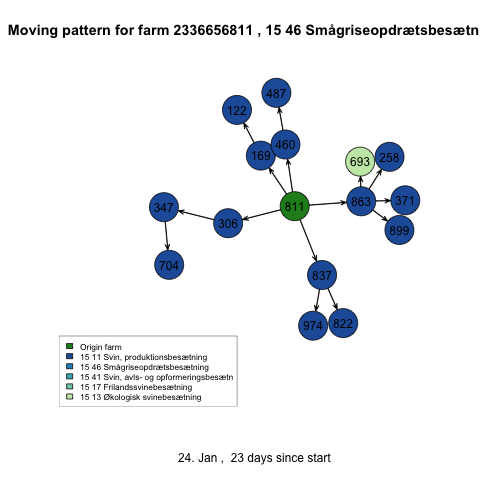 Moving pattern for farm 2336656811 , 15 46 Smågriseopdrætsbesætn
487
122
460
169
693
258
863
371
347
811
306
899
704
837
974
822
Origin farm
15 11 Svin, produktionsbesætning
15 46 Smågriseopdrætsbesætning
15 41 Svin, avls- og opformeringsbesætn
15 17 Frilandssvinebesætning
15 13 Økologisk svinebesætning
24. Jan , 23 days since start